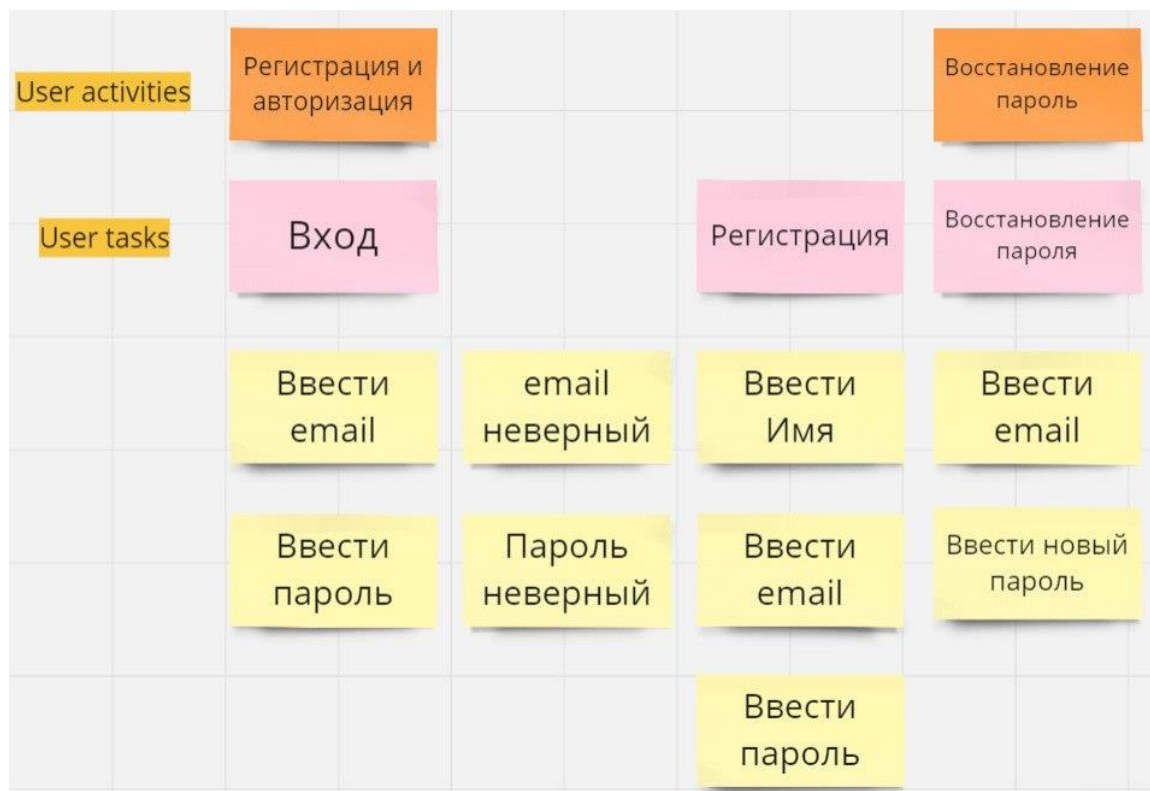 User activities
Регистрация и
авторизация
Восстановление
пароль
User tasks
Вход
Регистрация
Восстановление
пароля
Ввести
email
email
неверный
Ввести
Имя
Ввести
email
Ввести
пароль
Пароль
неверный
Ввести
email
Ввести новый
пароль
Ввести
пароль